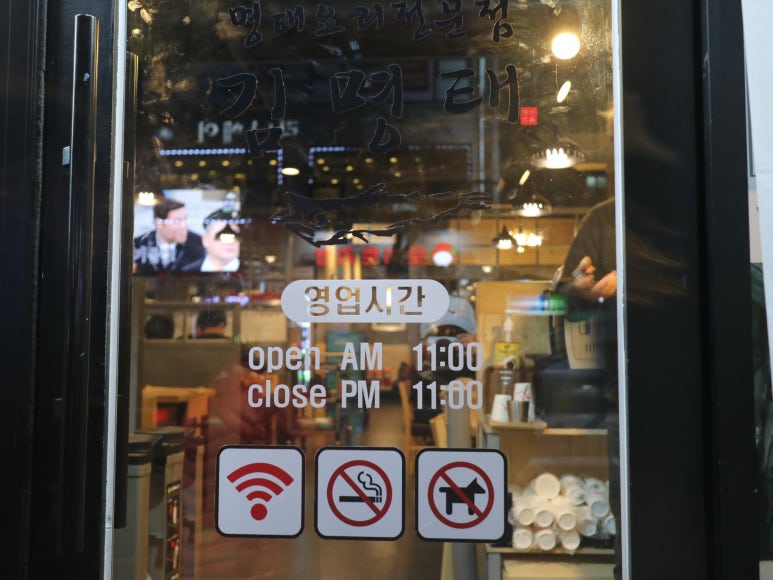 명태요리전문점
김명태
영업시간
open AM 11:00
close PM 11:00